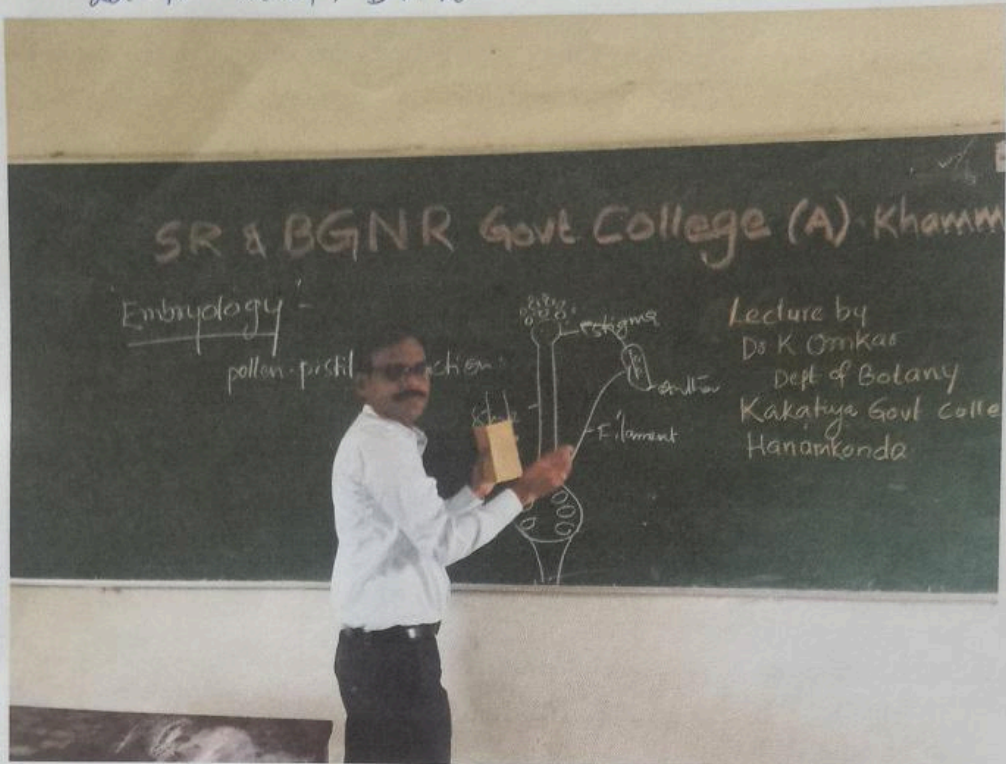 SR & BGNR Govt College (A) Khamm
'Embryology'-
pollen-pistil
stigma
Filament
Lecture by
Dr K Omkar
Dept of Botany
Kakatiya Govt Colle
Hanamkonda